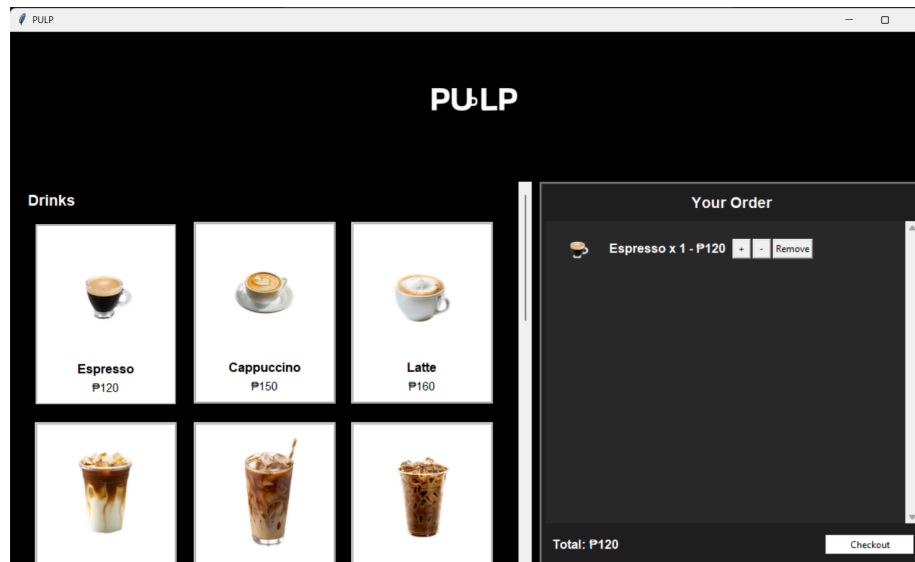 PULP
PULP
Drinks
Espresso
₱120
Cappuccino
₱150
Latte
₱160
Your Order
Espresso x 1 - ₱120 + - Remove
Total: ₱120
Checkout